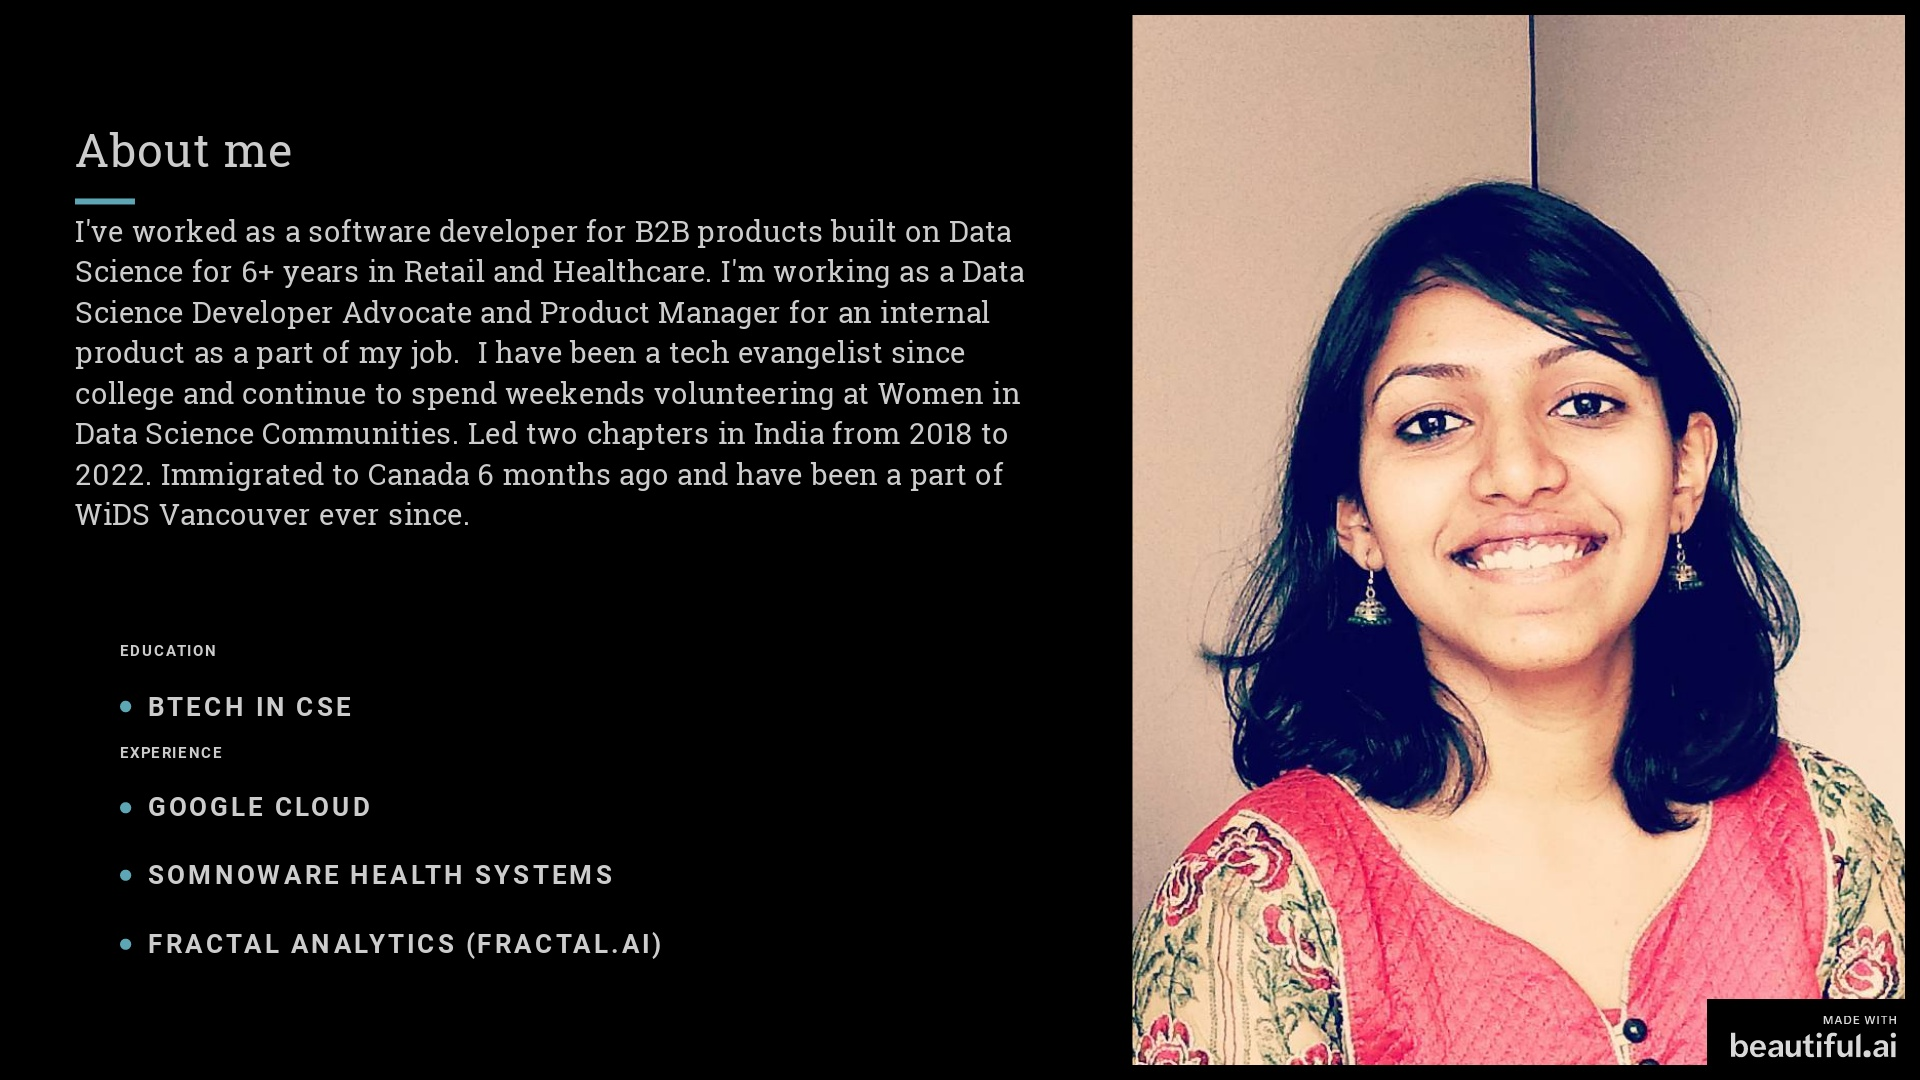 About me
I've worked as a software developer for B2B products built on Data
Science for 6+ years in Retail and Healthcare. I'm working as a Data
Science Developer Advocate and Product Manager for an internal
product as a part of my job.  I have been a tech evangelist since
college and continue to spend weekends volunteering at Women in
Data Science Communities. Led two chapters in India from 2018 to
2022. Immigrated to Canada 6 months ago and have been a part of
WiDS Vancouver ever since.
EDUCATION
BTECH IN CSE
EXPERIENCE
GOOGLE CLOUD
SOMNOWARE HEALTH SYSTEMS
FRACTAL ANALYTICS (FRACTAL.AI)
MADE WITH
beautiful.ai